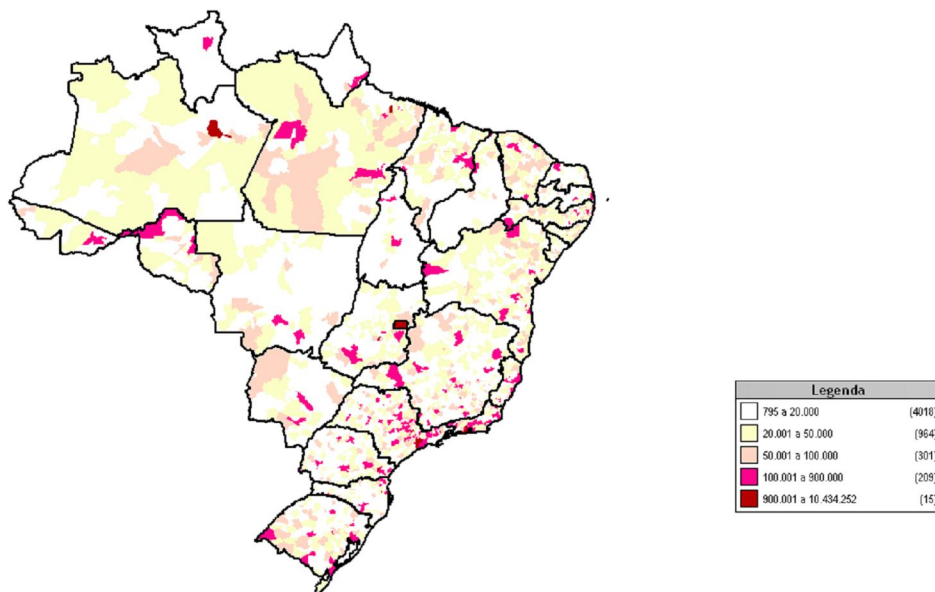 Legenda
795 a 20.000 (4018)
20.001 a 50.000 (964)
50.001 a 100.000 (301)
100.001 a 900.000 (209)
900.001 a 10.434.252 (15)